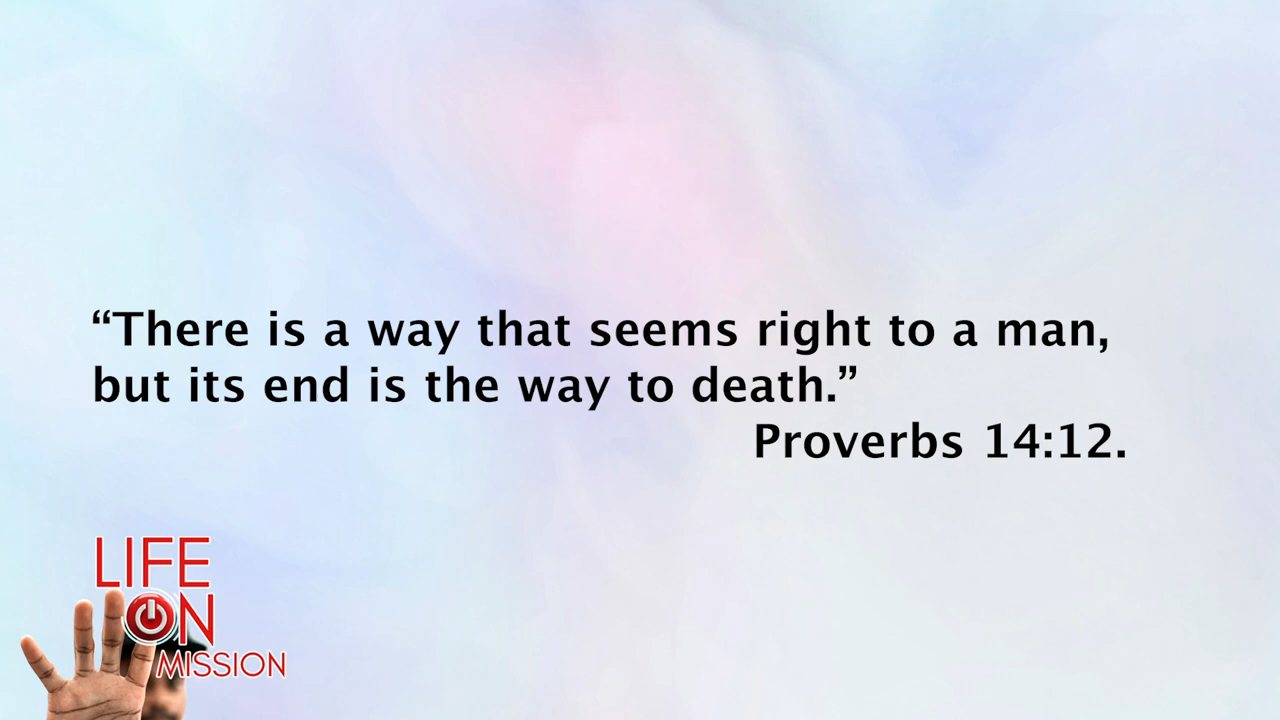 “There is a way that seems right to a man,
but its end is the way to death.”
Proverbs 14:12.
LIFE
ON
MISSION